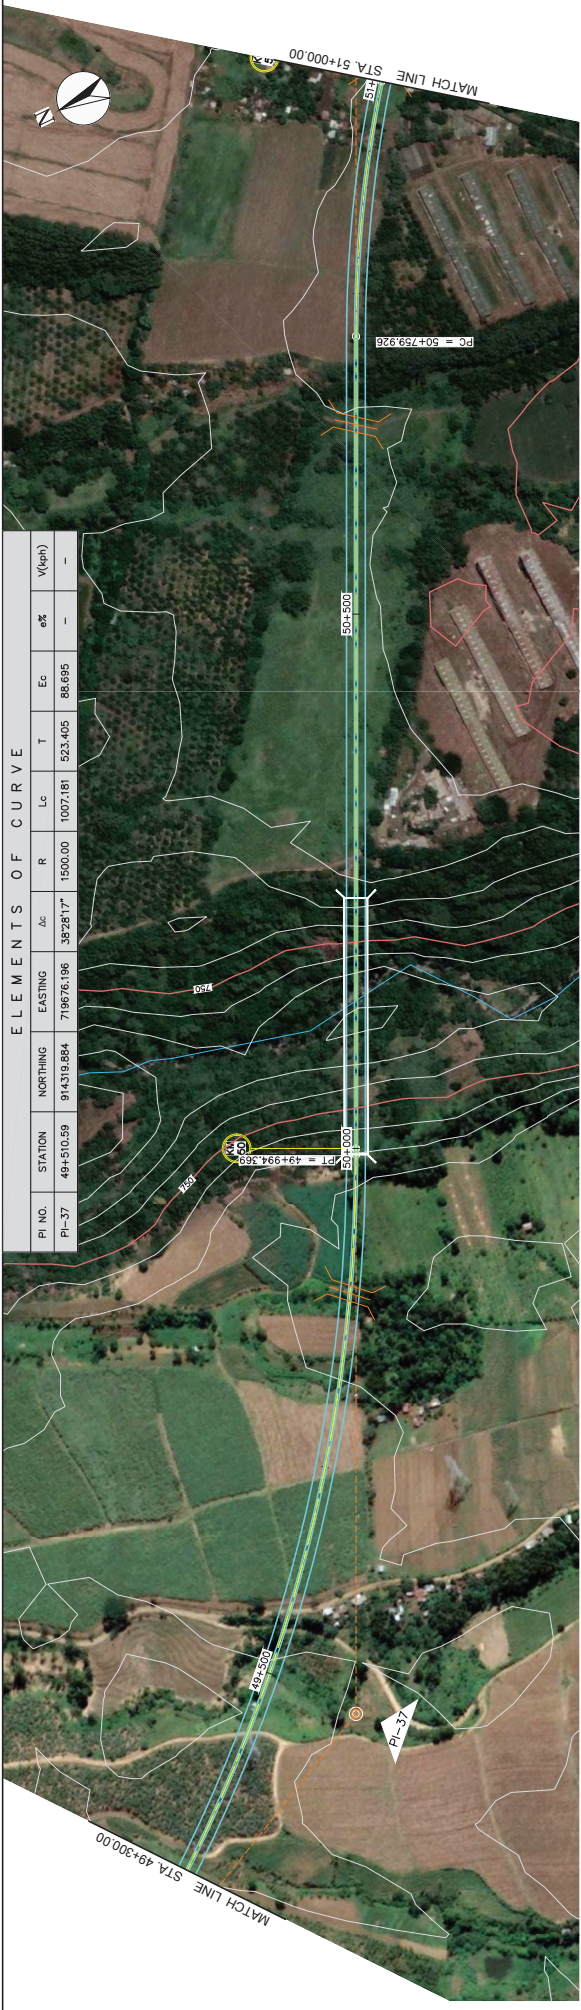 ELEMENTS OF CURVE
PI NO. STATION NORTHING EASTING Δc R Lc T Ec e% V(kph)
PI-37 49+510.59 914319.884 719676.196 38°28'17" 1500.00 1007.181 523.405 88.695 - -
N
MATCH LINE STA. 49+300.00
49+500
PI-37
750
KM
50
PT = 49+994.369
50+000
750
50+500
PC = 50+759.926
51+
MATCH LINE STA. 51+000.00